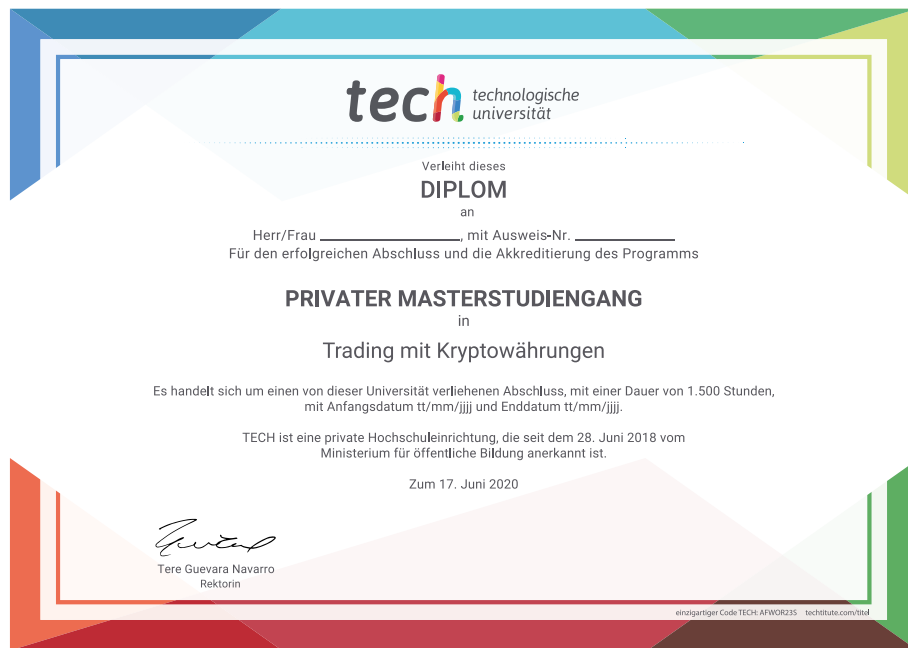 tech technologische
universität
Verleiht dieses
DIPLOM
an
Herr/Frau ____________________, mit Ausweis-Nr. ______________
Für den erfolgreichen Abschluss und die Akkreditierung des Programms
PRIVATER MASTERSTUDIENGANG
in
Trading mit Kryptowährungen
Es handelt sich um einen von dieser Universität verliehenen Abschluss, mit einer Dauer von 1.500 Stunden,
mit Anfangsdatum tt/mm/jjjj und Enddatum tt/mm/jjjj.
TECH ist eine private Hochschuleinrichtung, die seit dem 28. Juni 2018 vom
Ministerium für öffentliche Bildung anerkannt ist.
Zum 17. Juni 2020
Tere Guevara Navarro
Rektorin
einzigartiger Code TECH: AFWOR23S techtitute.com/titel